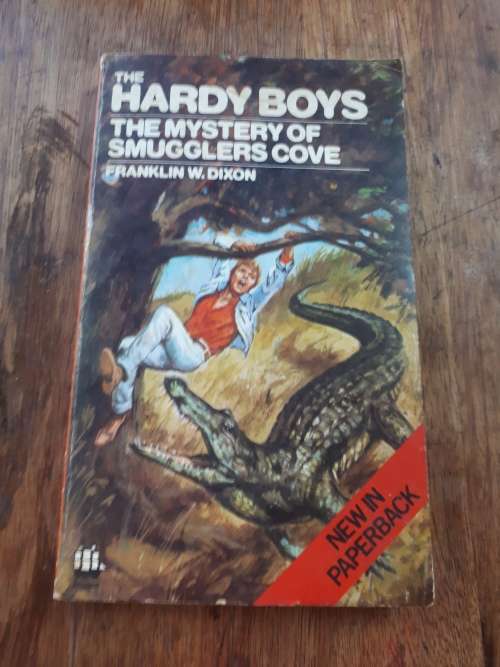 THE
HARDY BOYS
THE MYSTERY OF
SMUGGLERS COVE
FRANKLIN W. DIXON
NEW IN
PAPERBACK